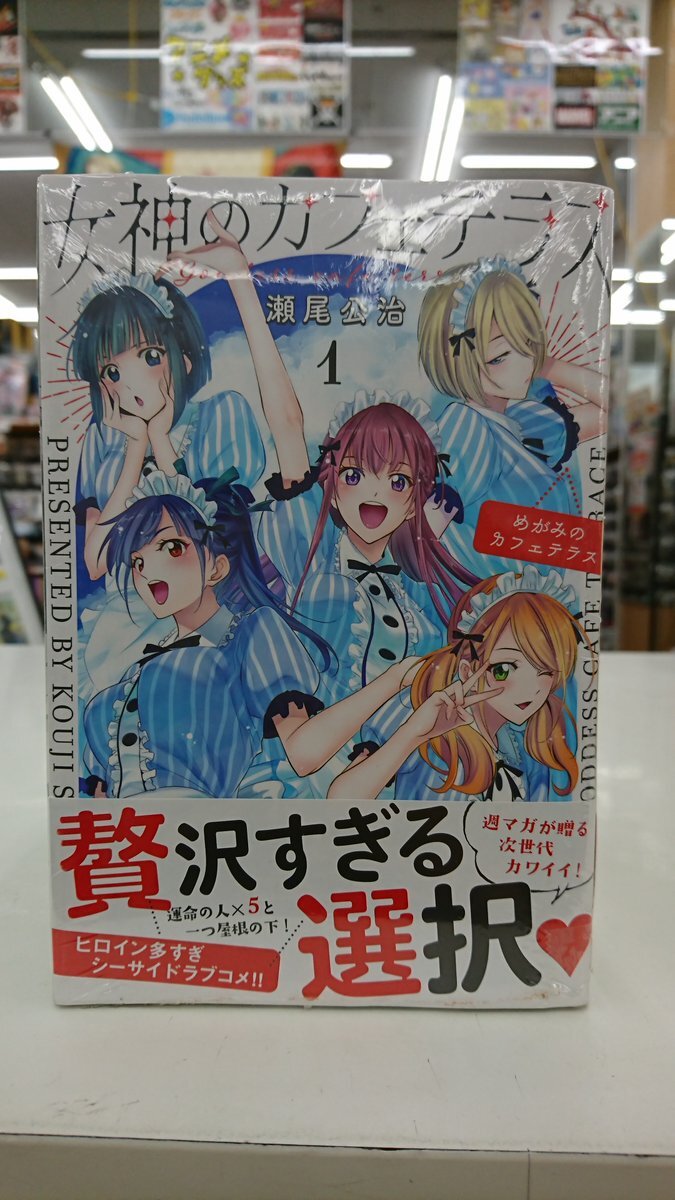 女神のカフェテラス
瀬尾公治
1
PRESENTED BY KOUJI S
めがみの
カフェテラス
ODDESS CAFE T RRACE
贅沢すぎる
選択
週マガが贈る
次世代
カワイイ!
運命の人×5と
一つ屋根の下!
ヒロイン多すぎ
シーサイドラブコメ!!
MARVEL